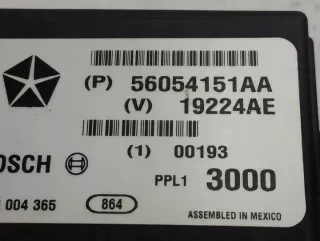 (P) 56054151AA
(V) 19224AE
(1) 00193
OSCH
PPL1 3000
004 365 864
ASSEMBLED IN MEXICO